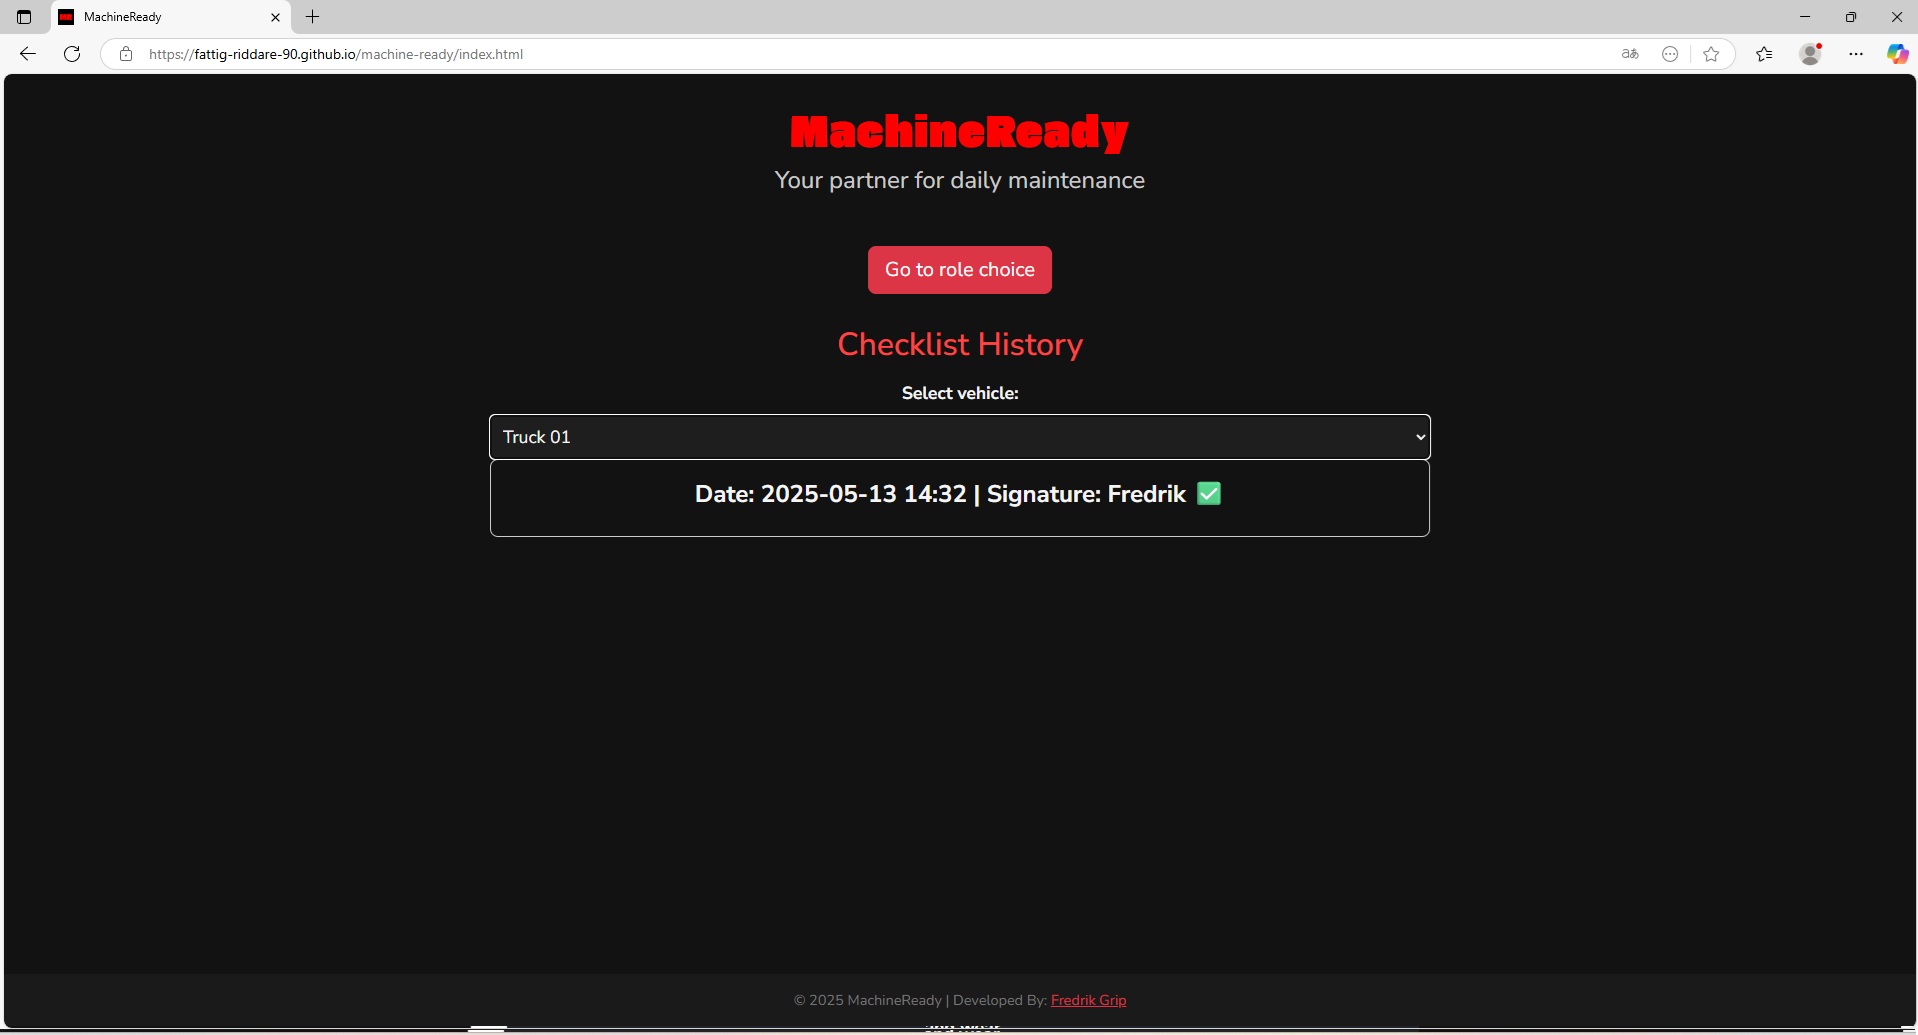 MachineReady
https://fattig-riddare-90.github.io/machine-ready/index.html
MachineReady
Your partner for daily maintenance
Go to role choice
Checklist History
Select vehicle:
Truck 01
Date: 2025-05-13 14:32 | Signature: Fredrik ✅
© 2025 MachineReady | Developed By: Fredrik Grip